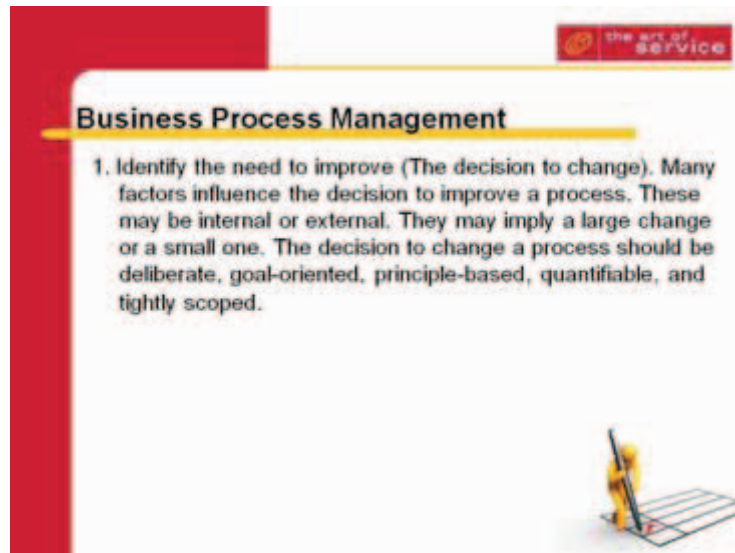 the art of
service
Business Process Management
1. Identify the need to improve (The decision to change). Many
factors influence the decision to improve a process. These
may be internal or external. They may imply a large change
or a small one. The decision to change a process should be
deliberate, goal-oriented, principle-based, quantifiable, and
tightly scoped.